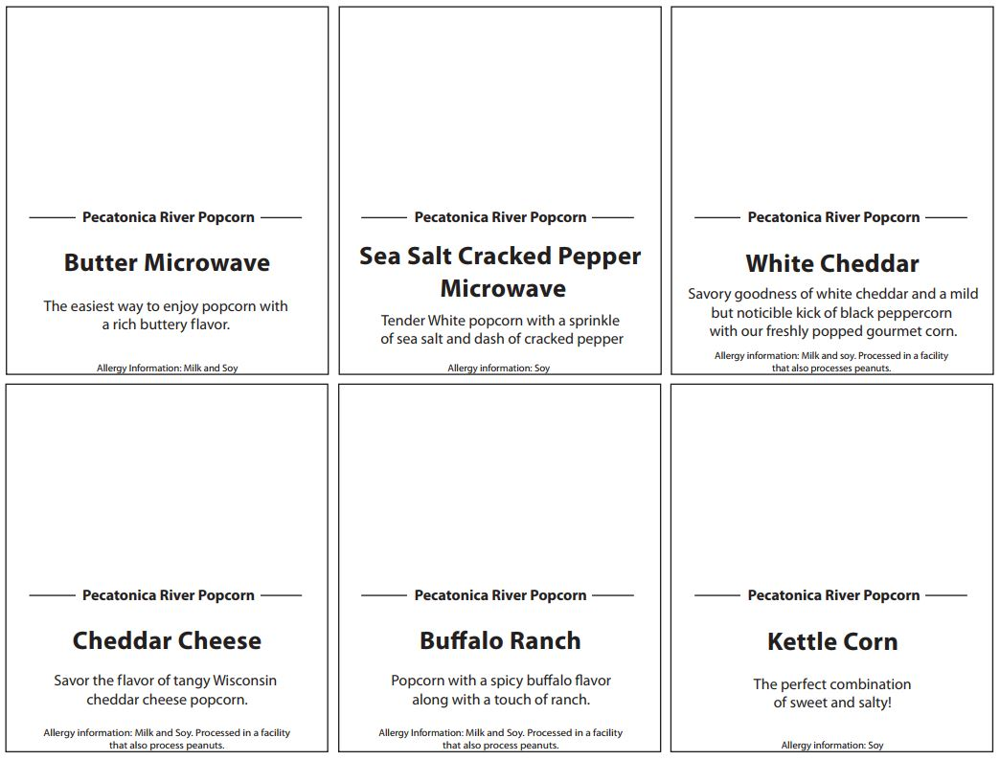 Pecatonica River Popcorn
Butter Microwave
The easiest way to enjoy popcorn with
a rich buttery flavor.
Allergy Information: Milk and Soy
Pecatonica River Popcorn
Sea Salt Cracked Pepper
Microwave
Tender White popcorn with a sprinkle
of sea salt and dash of cracked pepper
Allergy information: Soy
Pecatonica River Popcorn
White Cheddar
Savory goodness of white cheddar and a mild
but noticible kick of black peppercorn
with our freshly popped gourmet corn.
Allergy information: Milk and soy. Processed in a facility
that also processes peanuts.
Pecatonica River Popcorn
Cheddar Cheese
Savor the flavor of tangy Wisconsin
cheddar cheese popcorn.
Allergy information: Milk and Soy. Processed in a facility
that also process peanuts.
Pecatonica River Popcorn
Buffalo Ranch
Popcorn with a spicy buffalo flavor
along with a touch of ranch.
Allergy Information: Milk and Soy. Processed in a facility
that also process peanuts.
Pecatonica River Popcorn
Kettle Corn
The perfect combination
of sweet and salty!
Allergy information: Soy